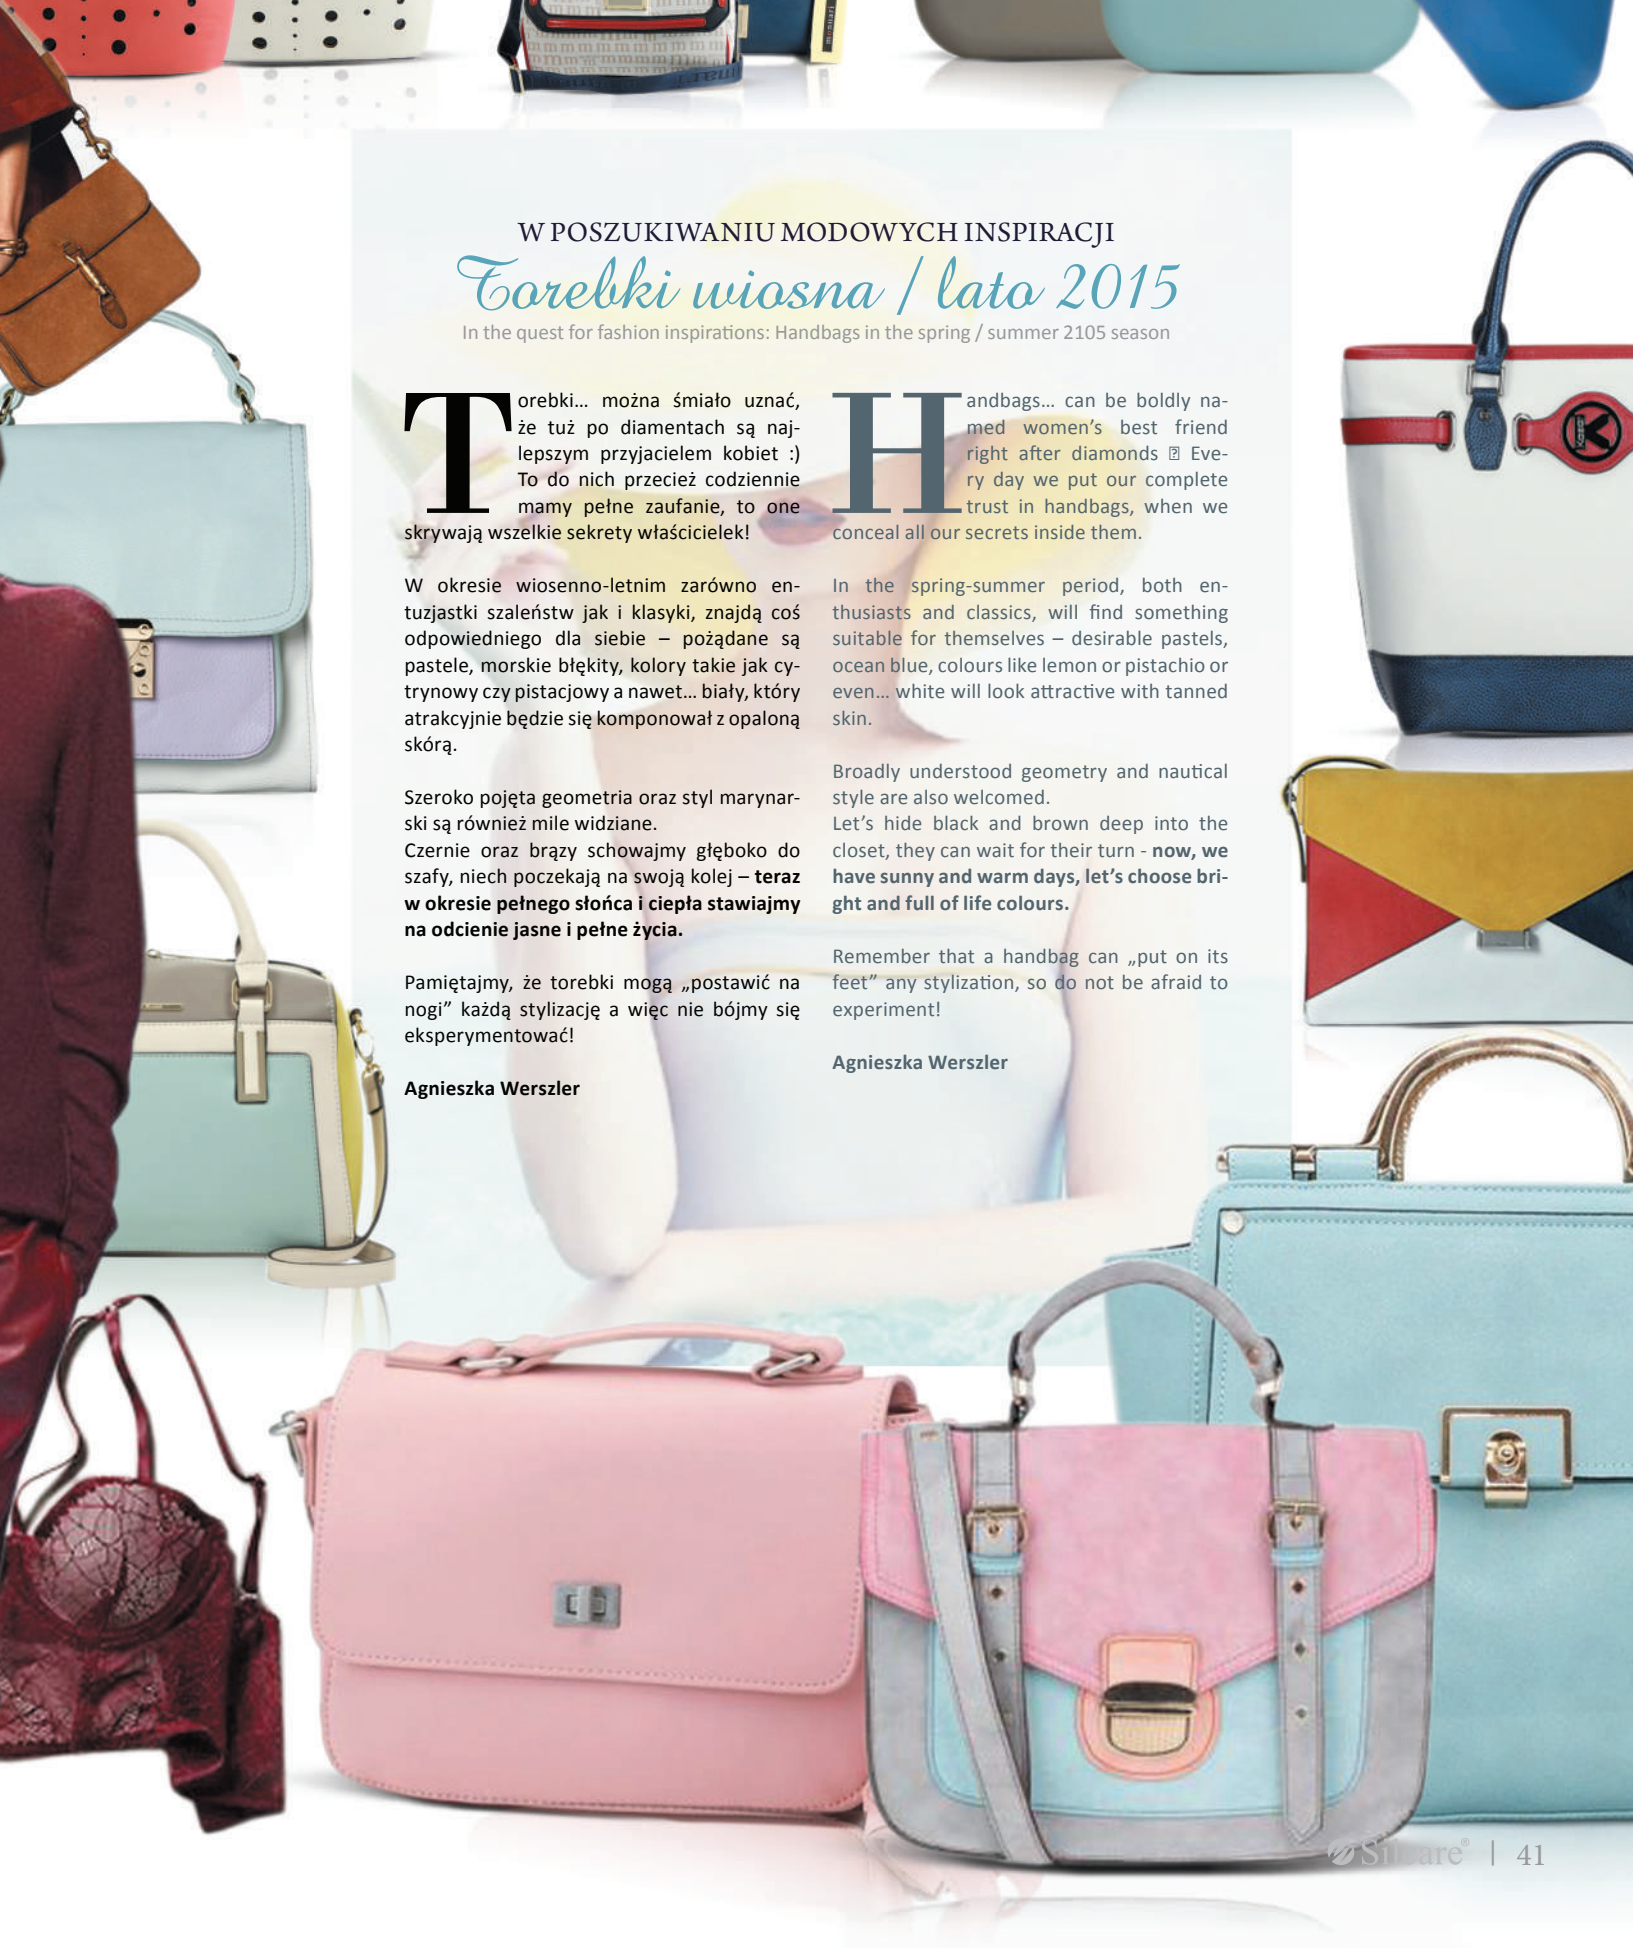 monnari
W POSZUKIWANIU MODOWYCH INSPIRACJI
Torebki wiosna / lato 2015
In the quest for fashion inspirations: Handbags in the spring / summer 2105 season
Torebki... można śmiało uznać,
że tuż po diamentach są naj-
lepszym przyjacielem kobiet :)
To do nich przecież codziennie
mamy pełne zaufanie, to one
skrywają wszelkie sekrety właścicielek!
W okresie wiosenno-letnim zarówno en-
tuzjastki szaleństw jak i klasyki, znajdą coś
odpowiedniego dla siebie – pożądane są
pastele, morskie błękity, kolory takie jak cy-
trynowy czy pistacjowy a nawet... biały, który
atrakcyjnie będzie się komponował z opaloną
skórą.
Szeroko pojęta geometria oraz styl marynar-
ski są również mile widziane.
Czernie oraz brązy schowajmy głęboko do
szafy, niech poczekają na swoją kolej – teraz
w okresie pełnego słońca i ciepła stawiajmy
na odcienie jasne i pełne życia.
Pamiętajmy, że torebki mogą „postawić na
nogi” każdą stylizację a więc nie bójmy się
eksperymentować!
Agnieszka Werszler
Handbags... can be boldly na-
med women’s best friend
right after diamonds Eve-
ry day we put our complete
trust in handbags, when we
conceal all our secrets inside them.
In the spring-summer period, both en-
thusiasts and classics, will find something
suitable for themselves – desirable pastels,
ocean blue, colours like lemon or pistachio or
even... white will look attractive with tanned
skin.
Broadly understood geometry and nautical
style are also welcomed.
Let’s hide black and brown deep into the
closet, they can wait for their turn - now, we
have sunny and warm days, let’s choose bri-
ght and full of life colours.
Remember that a handbag can „put on its
feet” any stylization, so do not be afraid to
experiment!
Agnieszka Werszler
Kazar
Silcare® | 41